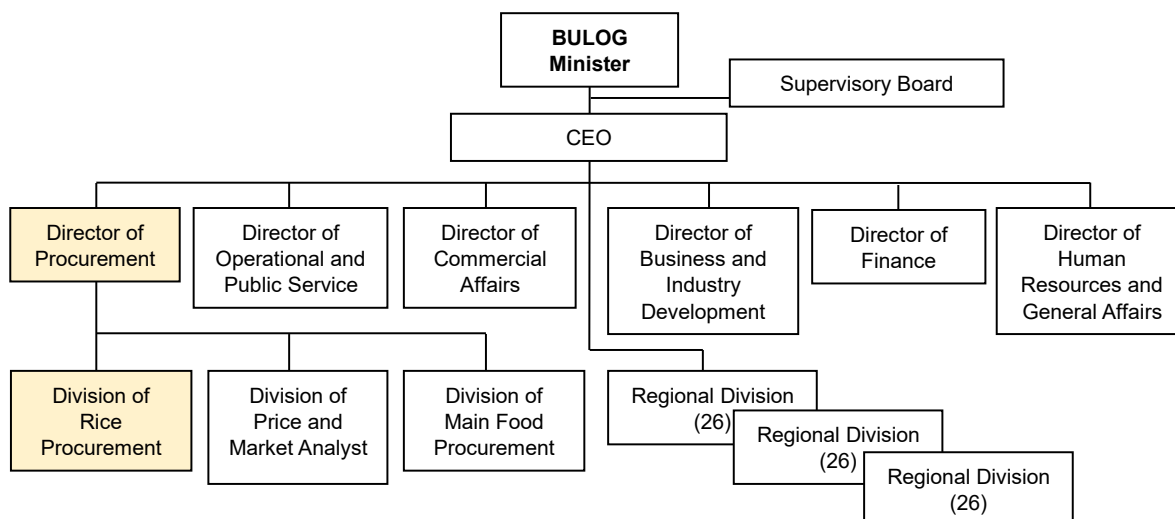 BULOG
Minister
Supervisory Board
CEO
Director of
Procurement
Director of
Operational and
Public Service
Director of
Commercial
Affairs
Director of
Business and
Industry
Development
Director of
Finance
Director of
Human
Resources and
General Affairs
Division of
Rice
Procurement
Division of
Price and
Market Analyst
Division of
Main Food
Procurement
Regional Division
(26)
Regional Division
(26)
Regional Division
(26)